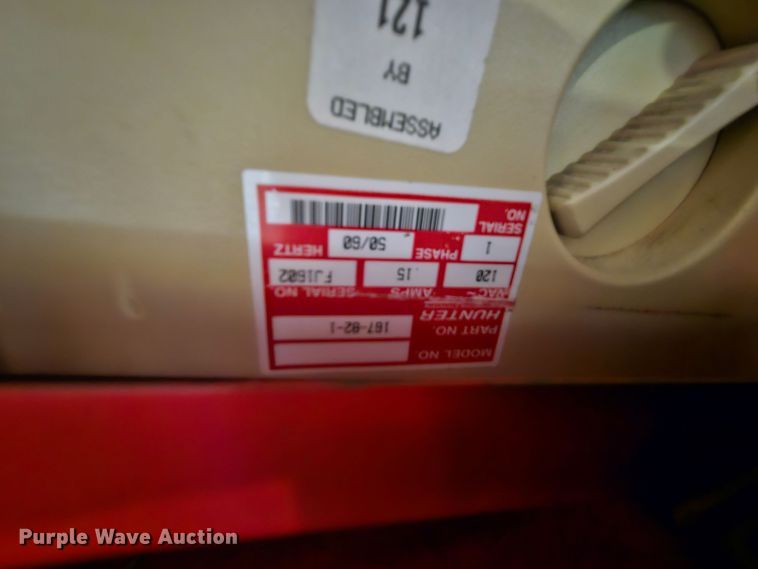 MODEL NO.
PART NO. 167-82-1
HUNTER
VAC~ AMPS SERIAL NO
120 15 FJ1602
1 PHASE 50/60 HERTZ
SERIAL NO.
ASSEMBLED
BY
121
Purple Wave Auction